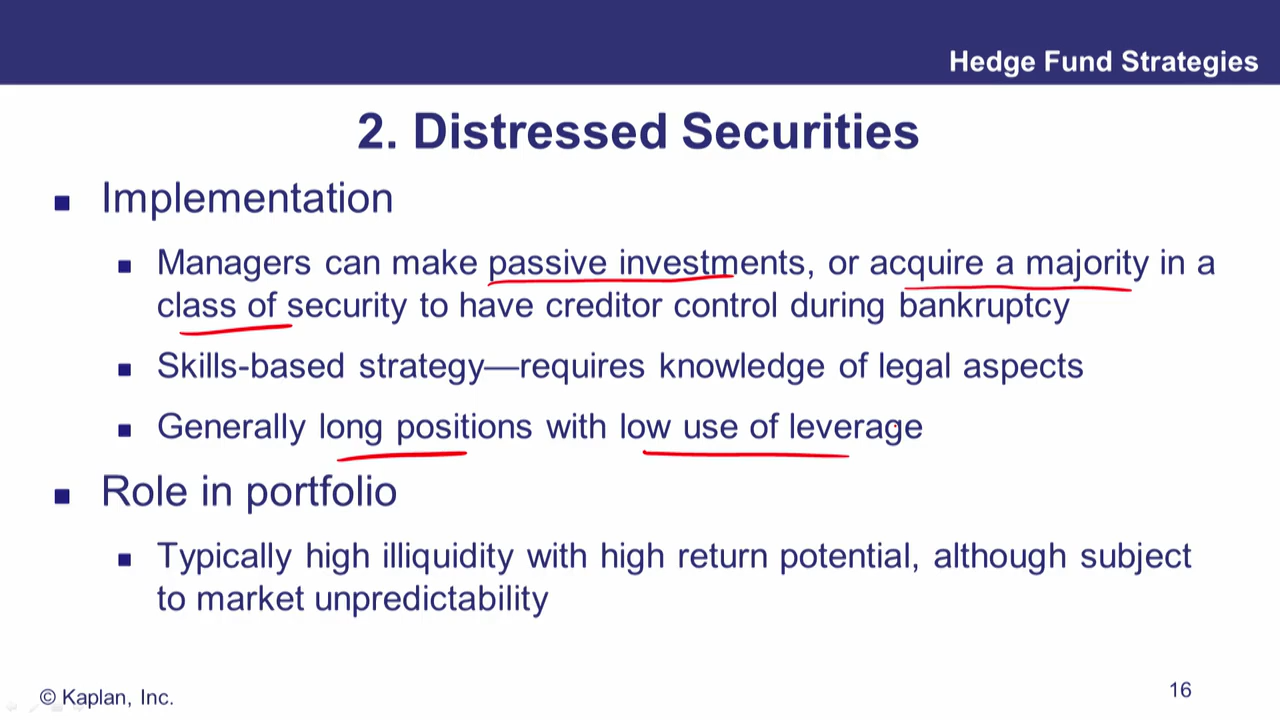 Hedge Fund Strategies
2. Distressed Securities
Implementation
Managers can make passive investments, or acquire a majority in a
class of security to have creditor control during bankruptcy
Skills-based strategy—requires knowledge of legal aspects
Generally long positions with low use of leverage
Role in portfolio
Typically high illiquidity with high return potential, although subject
to market unpredictability
© Kaplan, Inc.
16